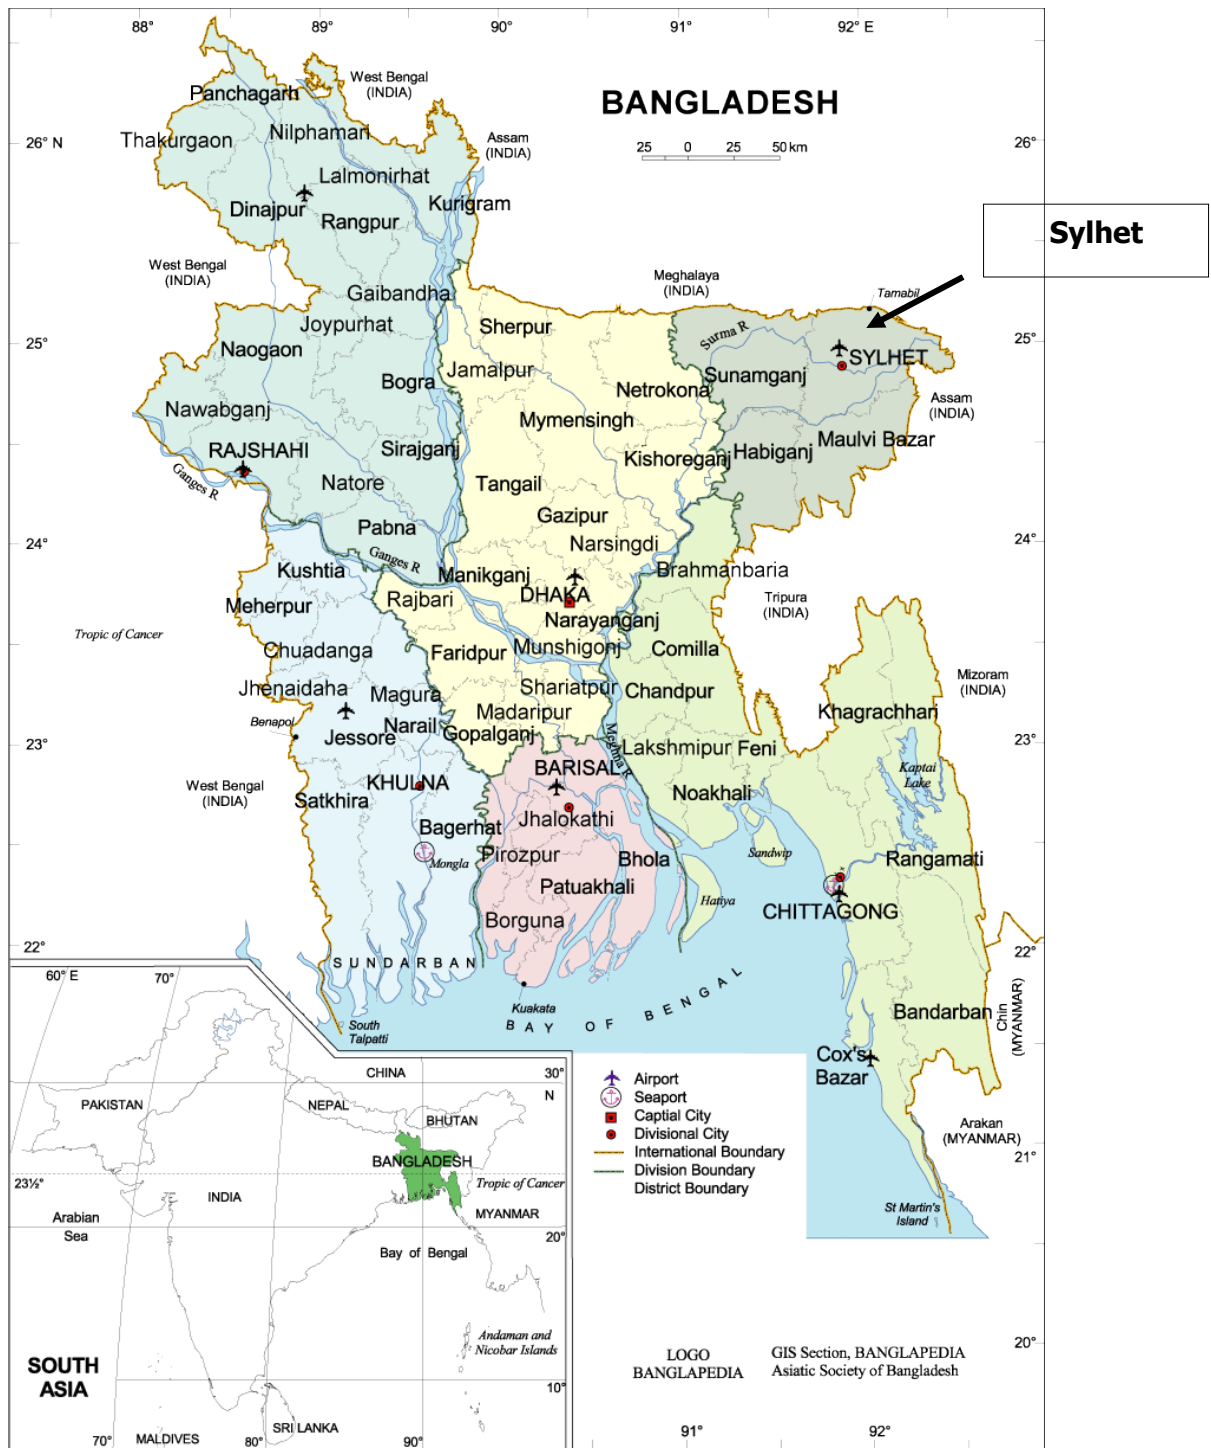 88°
89°
90°
91°
92° E
BANGLADESH
25 0 25 50 km
West Bengal
(INDIA)
Panchagarh
Nilphamari
Thakurgaon
26° N
26°
Assam
(INDIA)
Lalmonirhat
Kurigram
Dinajpur
Rangpur
Sylhet
West Bengal
(INDIA)
Meghalaya
(INDIA)
Tamabil
Gaibandha
Joypurhat
Sherpur
Surma R
25°
25°
Naogaon
SYLHET
Jamalpur
Sunamganj
Bogra
Netrokona
Assam
(INDIA)
Nawabganj
Mymensingh
Maulvi Bazar
RAJSHAHI
Sirajganj
Kishoreganj
Habiganj
Ganges R
Natore
Tangail
Gazipur
Pabna
24°
24°
Narsingdi
Ganges R
Kushtia
Manikganj
Brahmanbaria
DHAKA
Rajbari
Meherpur
Tripura
(INDIA)
Narayanganj
Tropic of Cancer
Chuadanga
Faridpur
Munshigonj
Comilla
Jhenaidaha
Magura
Shariatpur
Chandpur
Mizoram
(INDIA)
Benapol
Narail
Madaripur
Khagrachhari
Jessore
Gopalganj
Meghna R
23°
23°
Lakshmipur
Feni
West Bengal
(INDIA)
KHULNA
BARISAL
Kaptai
Lake
Satkhira
Noakhali
Jhalokathi
Bagerhat
Mongla
Pirozpur
Bhola
Sandwip
Rangamati
Patuakhali
Hatiya
CHITTAGONG
Borguna
22°
22°
SUNDARBAN
Kuakata
BAY OF BENGAL
South
Talpatti
Bandarban
Chin
(MYANMAR)
Cox's
Bazar
Arakan
(MYANMAR)
21°
St Martin's
Island
20°
Airport
Seaport
Captial City
Divisional City
International Boundary
Division Boundary
District Boundary
60° E
70°
CHINA
30°
N
PAKISTAN
NEPAL
BHUTAN
BANGLADESH
23½°
Tropic of Cancer
INDIA
MYANMAR
Arabian
Sea
20°
Bay of Bengal
Andaman and
Nicobar Islands
SOUTH
ASIA
10°
SRI LANKA
MALDIVES
70°
80°
90°
LOGO
BANGLAPEDIA
GIS Section, BANGLAPEDIA
Asiatic Society of Bangladesh
91°
92°